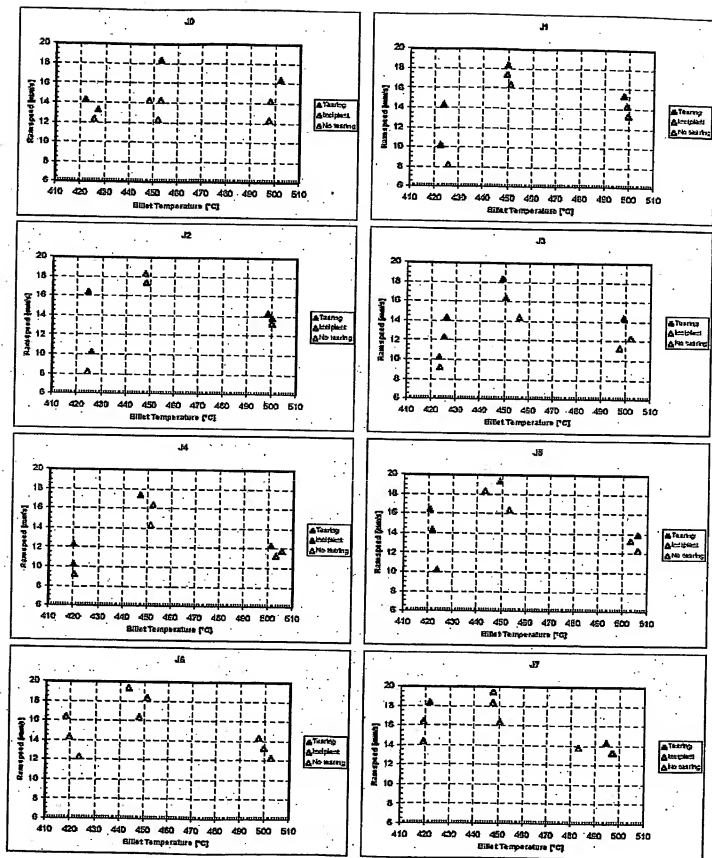 J0
20
18
16
14
12
10
8
6
Ramspeed [mm/s]
410 420 430 440 450 460 470 480 490 500 510
Billet Temperature [°C]
Tearing
Incipient
No tearing
J1
20
18
16
14
12
10
8
6
Ramspeed [mm/s]
410 420 430 440 450 460 470 480 490 500 510
Billet Temperature [°C]
Tearing
Incipient
No tearing
J2
20
18
16
14
12
10
8
6
Ramspeed [mm/s]
410 420 430 440 450 460 470 480 490 500 510
Billet Temperature [°C]
Tearing
Incipient
No tearing
J3
20
18
16
14
12
10
8
6
Ramspeed [mm/s]
410 420 430 440 450 460 470 480 490 500 510
Billet Temperature [°C]
Tearing
Incipient
No tearing
J4
20
18
16
14
12
10
8
6
Ramspeed [mm/s]
410 420 430 440 450 460 470 480 490 500 510
Billet Temperature [°C]
Tearing
Incipient
No tearing
J5
20
18
16
14
12
10
8
6
Ramspeed [mm/s]
410 420 430 440 450 460 470 480 490 500 510
Billet Temperature [°C]
Tearing
Incipient
No tearing
J6
20
18
16
14
12
10
8
6
Ramspeed [mm/s]
410 420 430 440 450 460 470 480 490 500 510
Billet Temperature [°C]
Tearing
Incipient
No tearing
J7
20
18
16
14
12
10
8
6
Ramspeed [mm/s]
410 420 430 440 450 460 470 480 490 500 510
Billet Temperature [°C]
Tearing
Incipient
No tearing